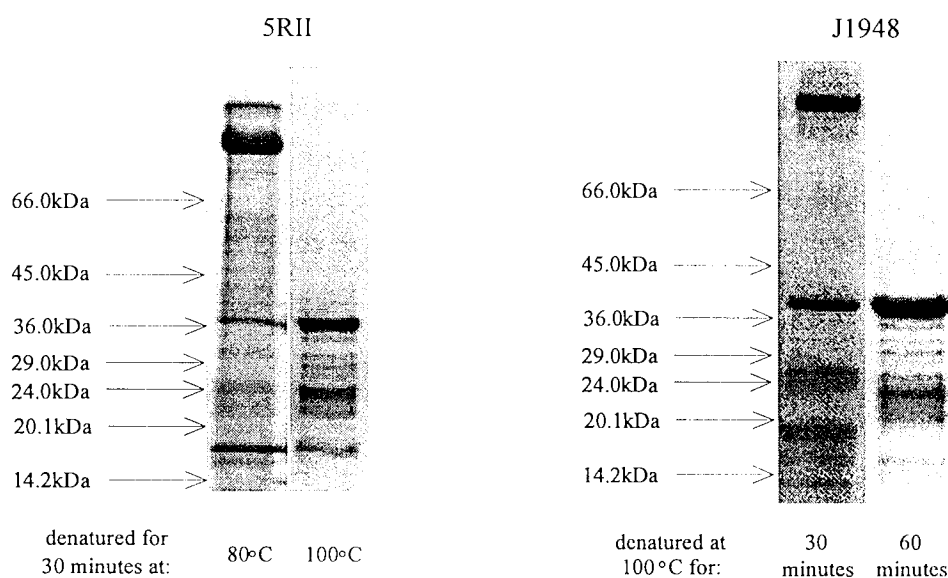 5RII
66.0kDa
45.0kDa
36.0kDa
29.0kDa
24.0kDa
20.1kDa
14.2kDa
denatured for
30 minutes at:
80°C
100°C
J1948
66.0kDa
45.0kDa
36.0kDa
29.0kDa
24.0kDa
20.1kDa
14.2kDa
denatured at
100°C for:
30
minutes
60
minutes